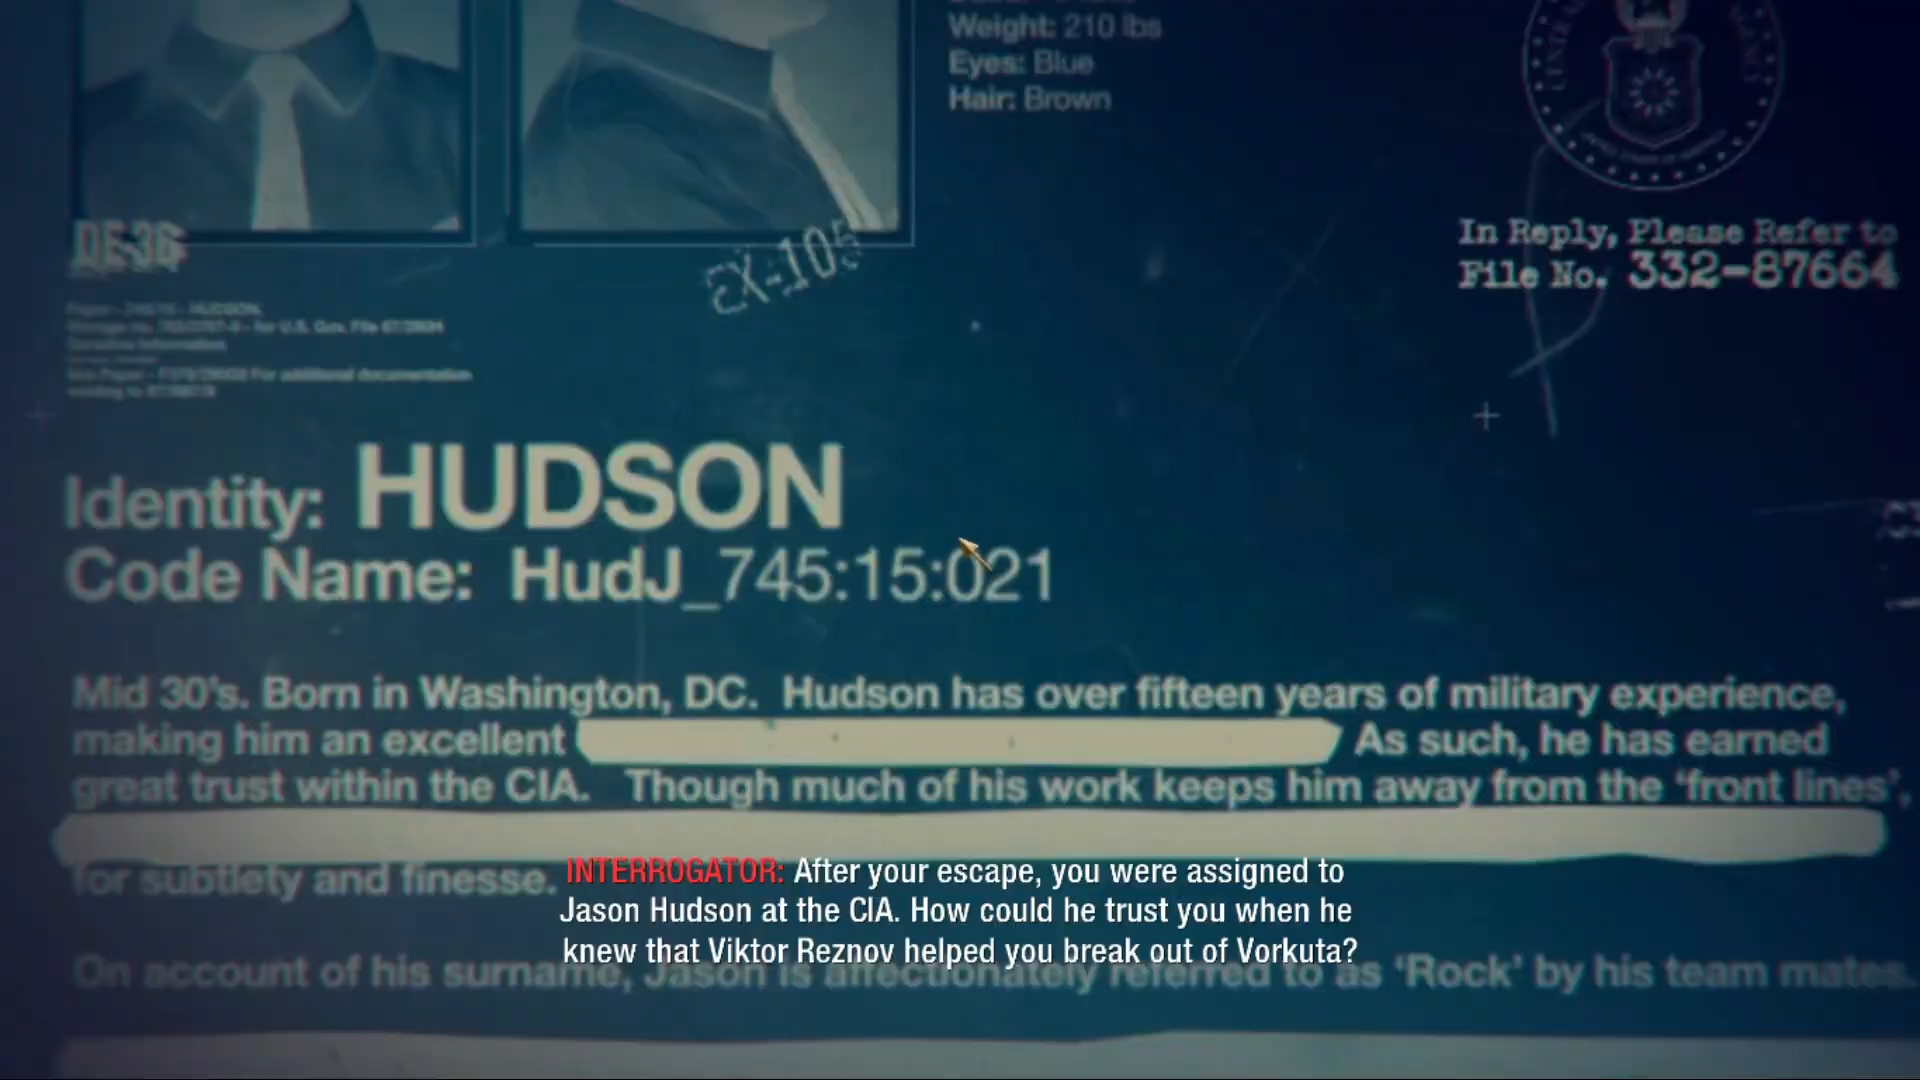 Weight: 210 lbs
Eyes: Blue
Hair: Brown
In Reply, Please Refer to
File No. 332-87664
DE-36
EX-105
Identity: HUDSON
Code Name: HudJ_745:15:021
Mid 30's. Born in Washington, DC. Hudson has over fifteen years of military experience,
making him an excellent As such, he has earned
great trust within the CIA. Though much of his work keeps him away from the 'front lines',
for subtlety and finesse.
INTERROGATOR: After your escape, you were assigned to
Jason Hudson at the CIA. How could he trust you when he
knew that Viktor Reznov helped you break out of Vorkuta?
On account of his surname, Jason is affectionately referred to as 'Rock' by his team mates.